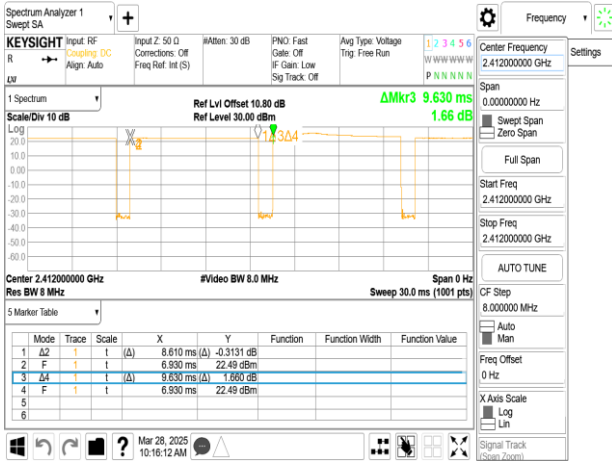 Spectrum Analyzer 1
Swept SA
Frequency
Settings
KEYSIGHT
R
LXI
Input: RF
Coupling: DC
Align: Auto
Input Z: 50 Ω
Corrections: Off
Freq Ref: Int (S)
#Atten: 30 dB
PNO: Fast
Gate: Off
IF Gain: Low
Sig Track: Off
Avg Type: Voltage
Trig: Free Run
1 2 3 4 5 6
W W W W W W
P N N N N N
1 Spectrum
Scale/Div 10 dB
Ref Lvl Offset 10.80 dB
Ref Level 30.00 dBm
ΔMkr3 9.630 ms
1.66 dB
Log
20.0
10.0
0.00
-10.0
-20.0
-30.0
-40.0
-50.0
-60.0
1Δ 3Δ4
Center 2.412000000 GHz
Res BW 8 MHz
#Video BW 8.0 MHz
Span 0 Hz
Sweep 30.0 ms (1001 pts)
5 Marker Table
Mode Trace Scale X Y Function Function Width Function Value
1 Δ2 1 t (Δ) 8.610 ms (Δ) -0.3131 dB
2 F 1 t 6.930 ms 22.49 dBm
3 Δ4 1 t (Δ) 9.630 ms (Δ) 1.660 dB
4 F 1 t 6.930 ms 22.49 dBm
5
6
Mar 28, 2025
10:16:12 AM
Center Frequency
2.412000000 GHz
Span
0.00000000 Hz
Swept Span
Zero Span
Full Span
Start Freq
2.412000000 GHz
Stop Freq
2.412000000 GHz
AUTO TUNE
CF Step
8.000000 MHz
Auto
Man
Freq Offset
0 Hz
X Axis Scale
Log
Lin
Signal Track
(Span Zoom)